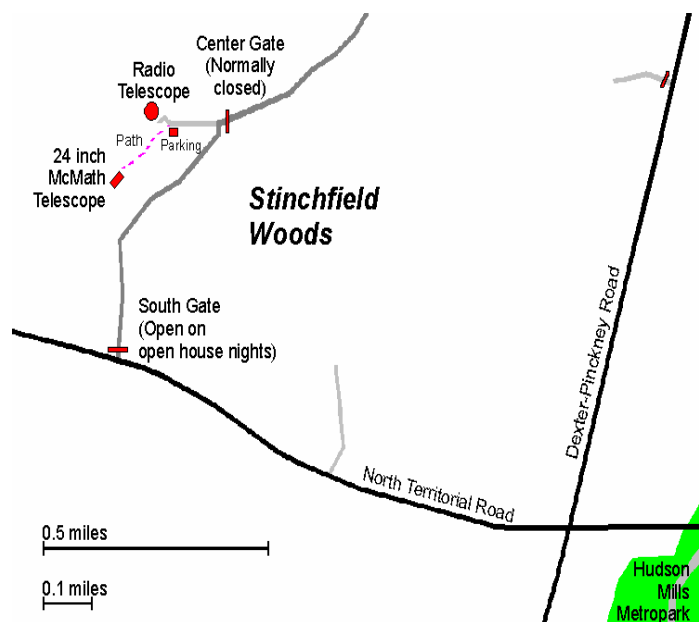 Center Gate
(Normally
closed)
Radio
Telescope
Path
Parking
24 inch
McMath
Telescope
Stinchfield
Woods
South Gate
(Open on
open house nights)
Dexter-Pinckney Road
North Territorial Road
0.5 miles
0.1 miles
Hudson
Mills
Metropark